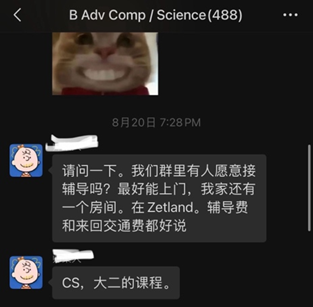 B Adv Comp / Science(488)
8月20日 7:28PM
请问一下。我们群里有人愿意接
辅导吗？最好能上门，我家还有
一个房间。在 Zetland。辅导费
和来回交通费都好说
CS，大二的课程。